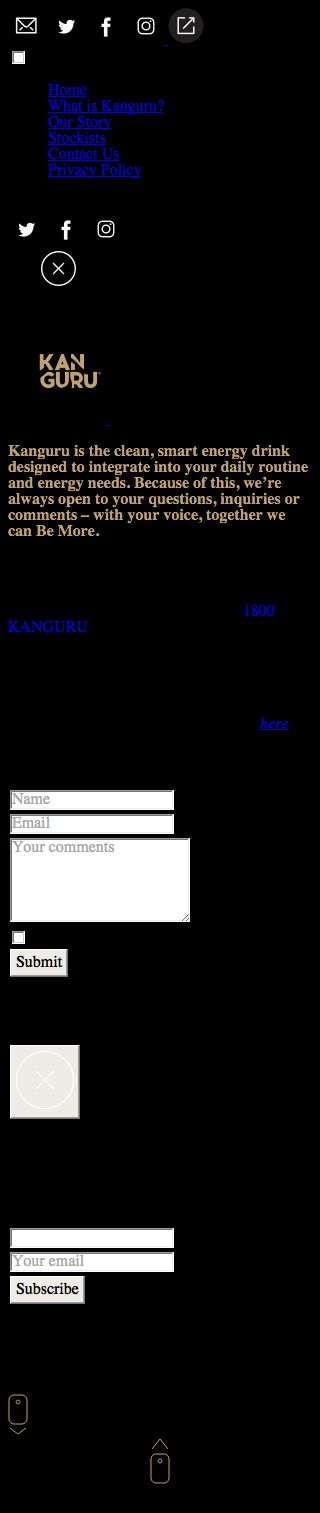 Home
What is Kanguru?
Our Story
Stockists
Contact Us
Privacy Policy
KAN
GURU
Kanguru is the clean, smart energy drink
designed to integrate into your daily routine
and energy needs. Because of this, we're
always open to your questions, inquiries or
comments – with your voice, together we
can Be More.
1800
KANGURU
here
Name
Email
Your comments
Submit
Your email
Subscribe